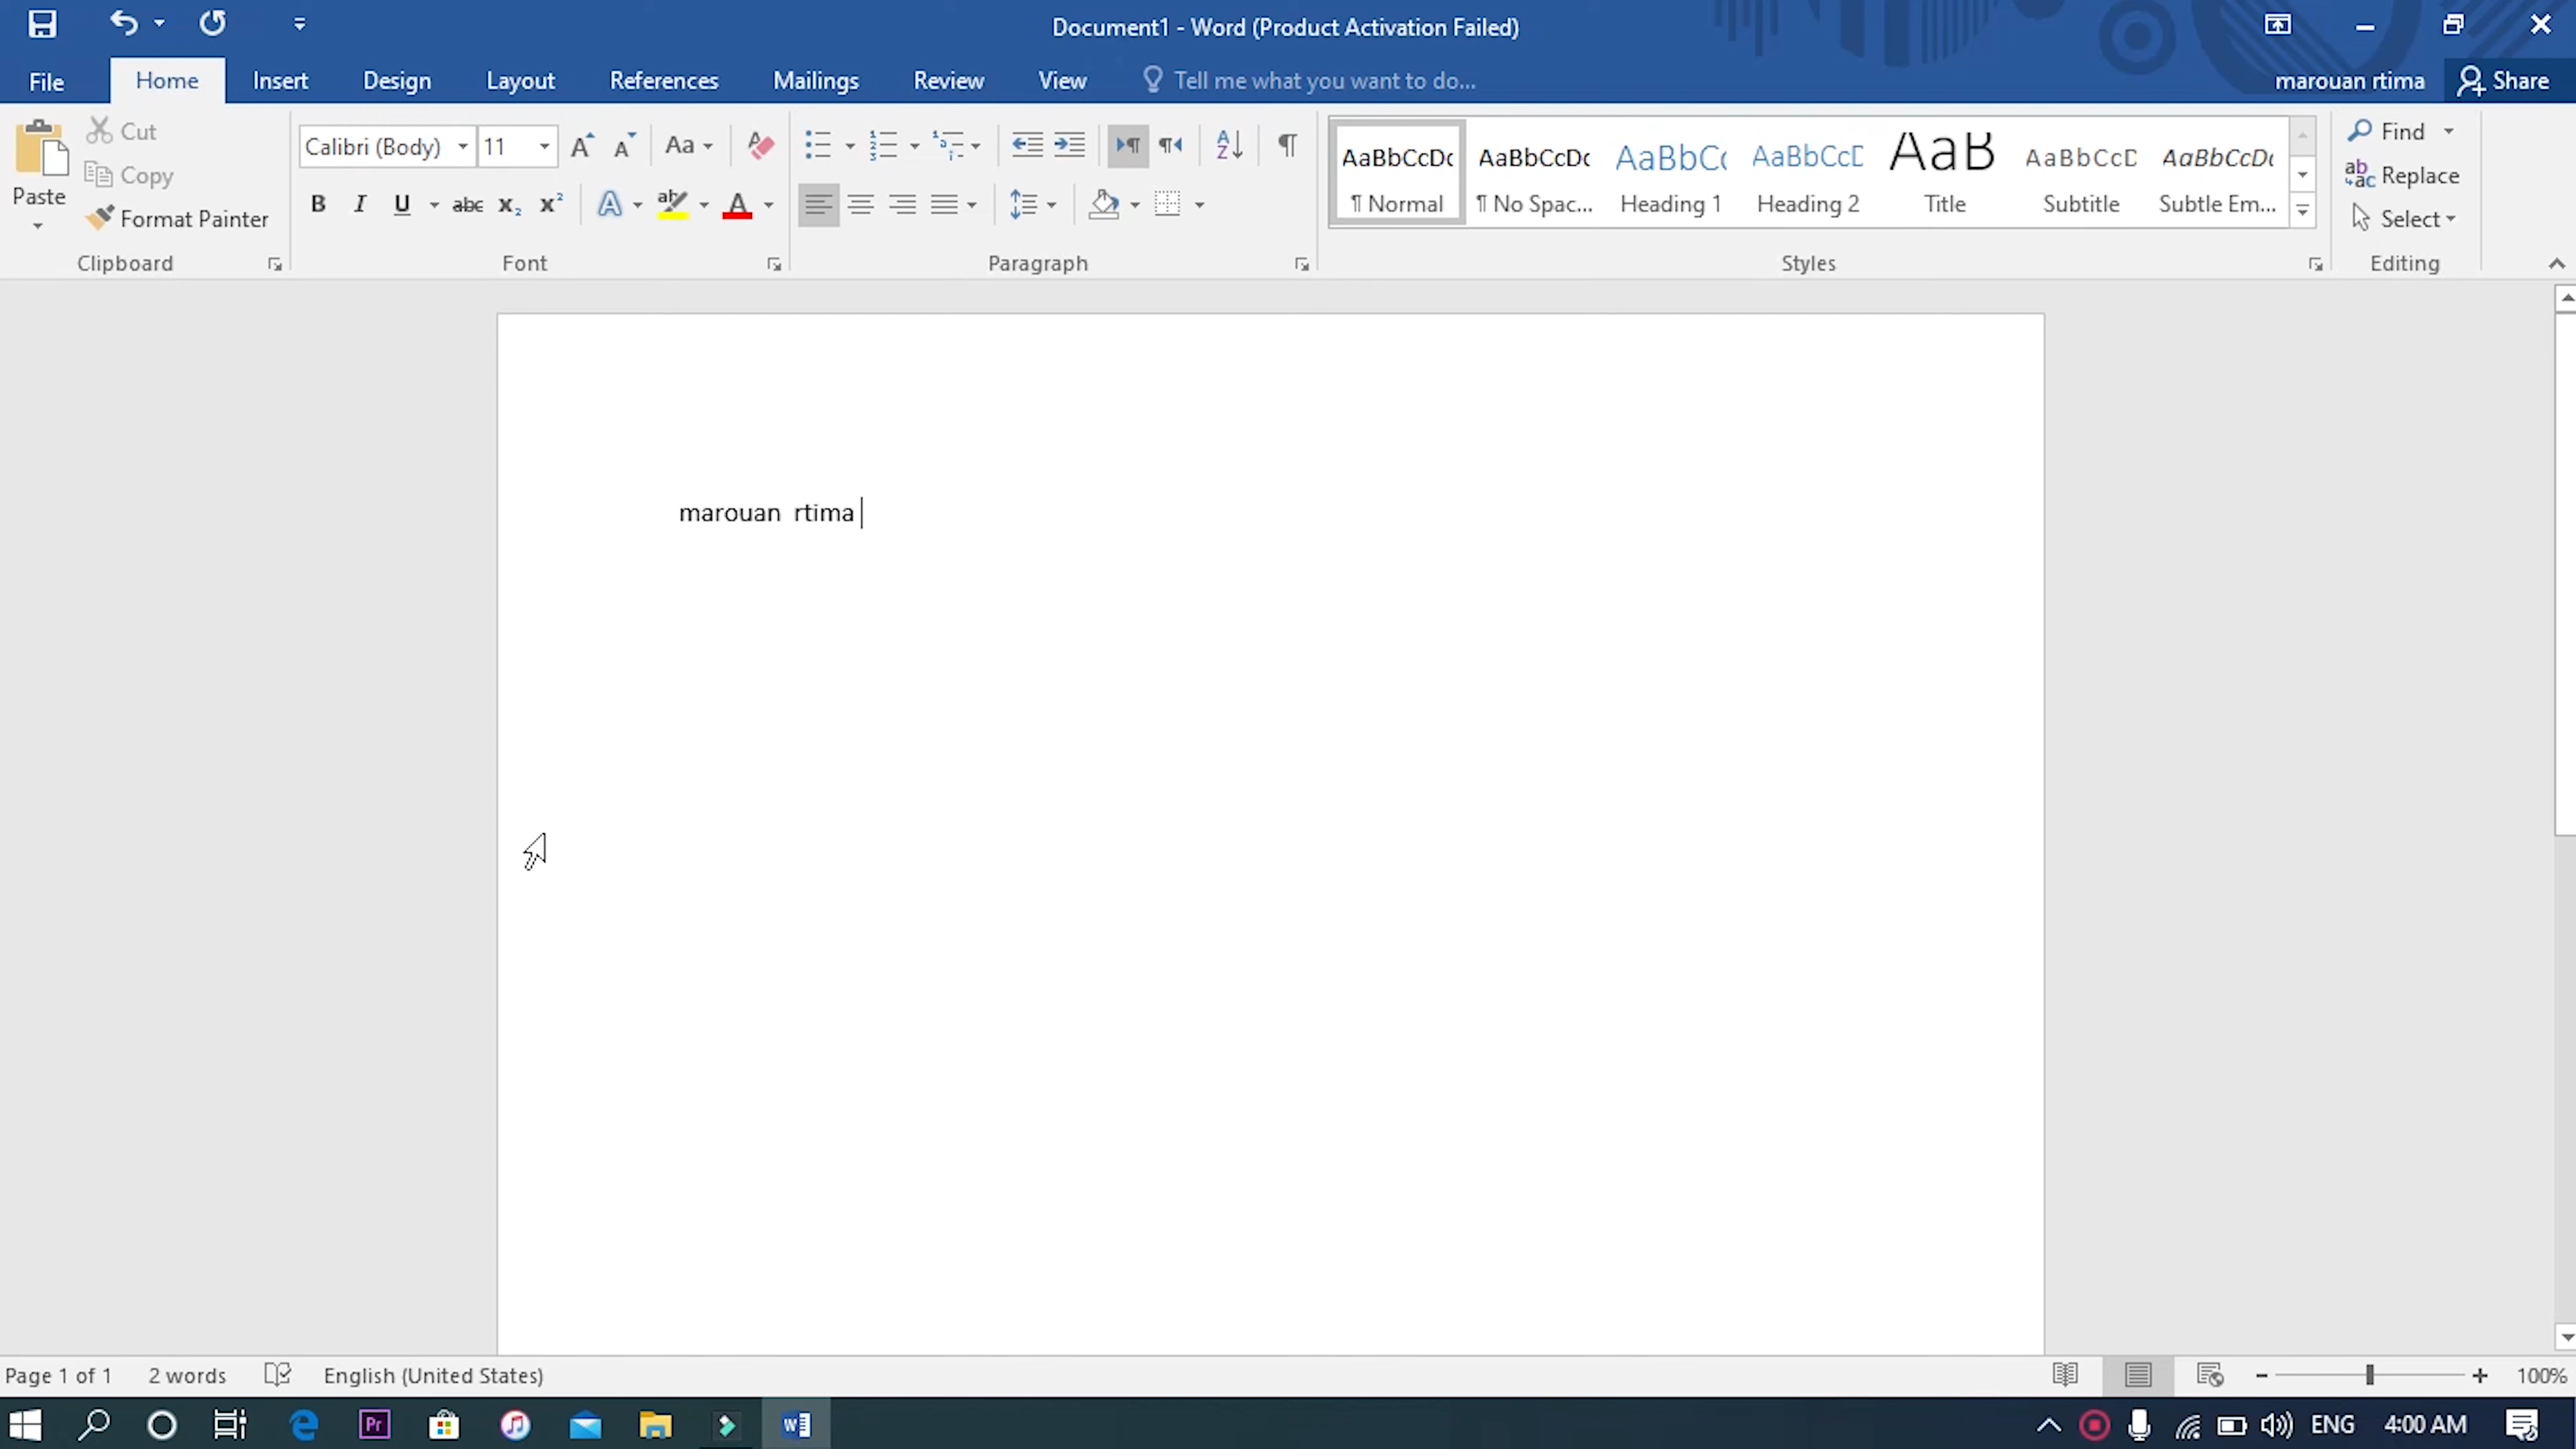 Document1 - Word (Product Activation Failed)
File Home Insert Design Layout References Mailings Review View Tell me what you want to do... marouan rtima Share
Paste
Cut
Copy
Format Painter
Clipboard
Calibri (Body) 11
Font
Paragraph
AaBbCcDc AaBbCcDc AaBbCc AaBbCcD AaB AaBbCcD AaBbCcDc
¶ Normal ¶ No Spac... Heading 1 Heading 2 Title Subtitle Subtle Em...
Styles
Find
Replace
Select
Editing
marouan rtima
Page 1 of 1 2 words English (United States) 100%
ENG 4:00 AM